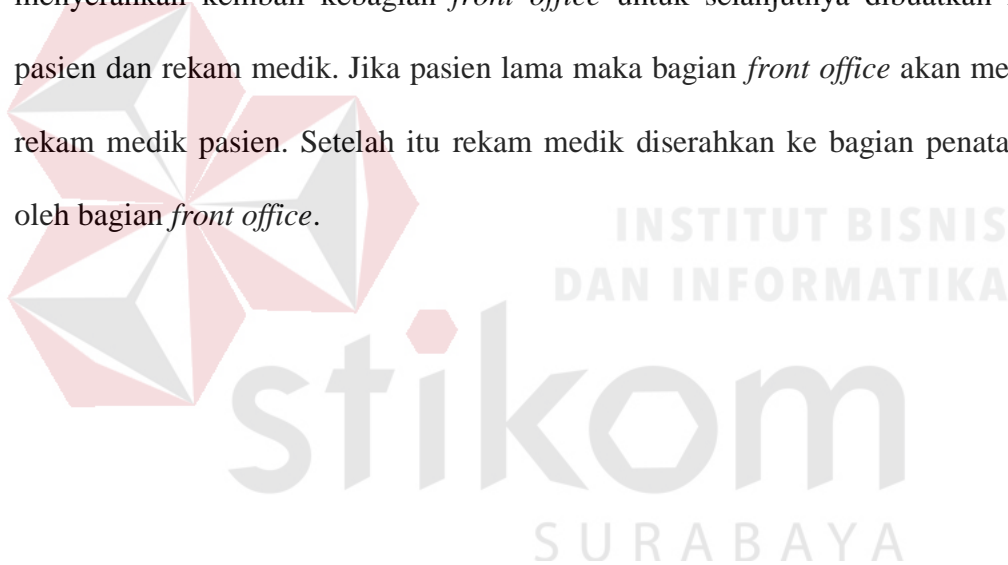 menyerahkan kembali kebagian front office untuk selanjutnya dibuatkan
pasien dan rekam medik. Jika pasien lama maka bagian front office akan
rekam medik pasien. Setelah itu rekam medik diserahkan ke bagian
oleh bagian front office.
INSTITUT BISNIS
DAN INFORMATIKA
stikom
SURABAYA